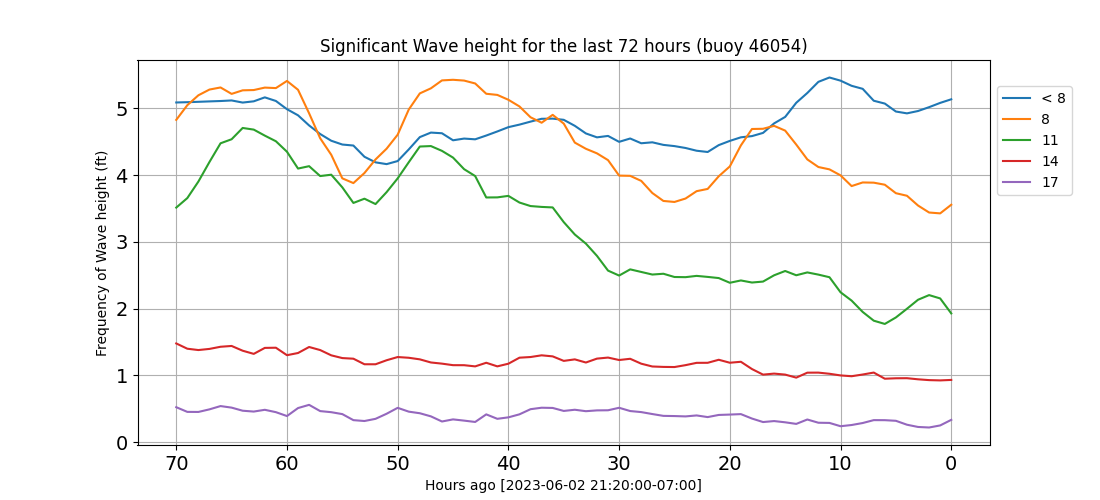 Significant Wave height for the last 72 hours (buoy 46054)
Frequency of Wave height (ft)
5
4
3
2
1
0
70 60 50 40 30 20 10 0
Hours ago [2023-06-02 21:20:00-07:00]
< 8
8
11
14
17